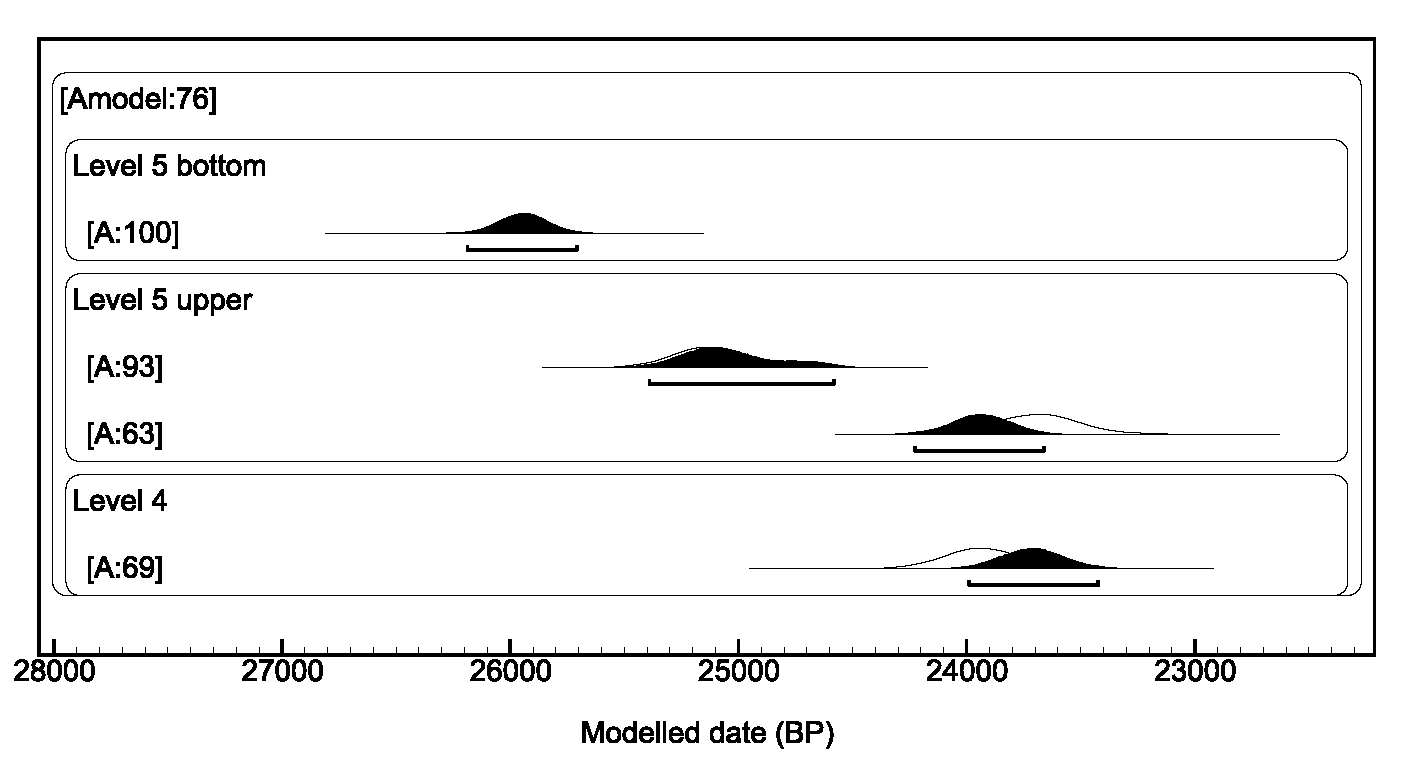 [Amodel:76]
Level 5 bottom
[A:100]
Level 5 upper
[A:93]
[A:63]
Level 4
[A:69]
28000 27000 26000 25000 24000 23000
Modelled date (BP)